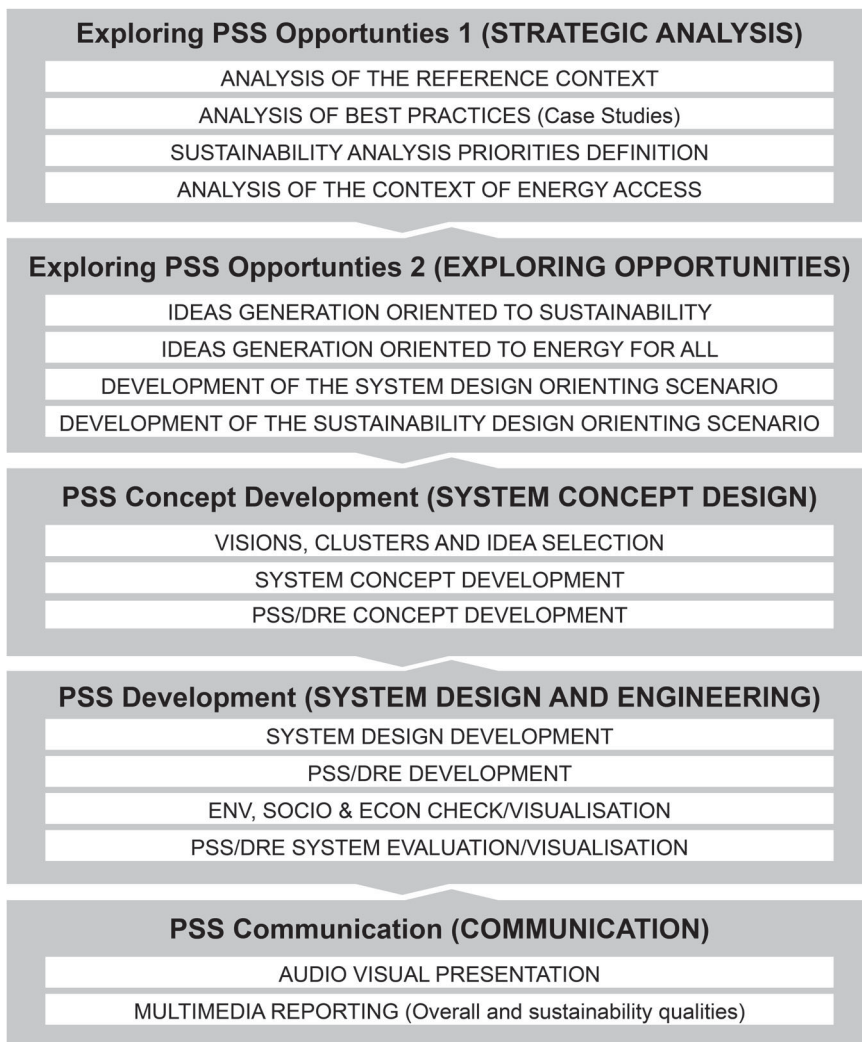 Exploring PSS Opportunties 1 (STRATEGIC ANALYSIS)
ANALYSIS OF THE REFERENCE CONTEXT
ANALYSIS OF BEST PRACTICES (Case Studies)
SUSTAINABILITY ANALYSIS PRIORITIES DEFINITION
ANALYSIS OF THE CONTEXT OF ENERGY ACCESS
Exploring PSS Opportunties 2 (EXPLORING OPPORTUNITIES)
IDEAS GENERATION ORIENTED TO SUSTAINABILITY
IDEAS GENERATION ORIENTED TO ENERGY FOR ALL
DEVELOPMENT OF THE SYSTEM DESIGN ORIENTING SCENARIO
DEVELOPMENT OF THE SUSTAINABILITY DESIGN ORIENTING SCENARIO
PSS Concept Development (SYSTEM CONCEPT DESIGN)
VISIONS, CLUSTERS AND IDEA SELECTION
SYSTEM CONCEPT DEVELOPMENT
PSS/DRE CONCEPT DEVELOPMENT
PSS Development (SYSTEM DESIGN AND ENGINEERING)
SYSTEM DESIGN DEVELOPMENT
PSS/DRE DEVELOPMENT
ENV, SOCIO & ECON CHECK/VISUALISATION
PSS/DRE SYSTEM EVALUATION/VISUALISATION
PSS Communication (COMMUNICATION)
AUDIO VISUAL PRESENTATION
MULTIMEDIA REPORTING (Overall and sustainability qualities)